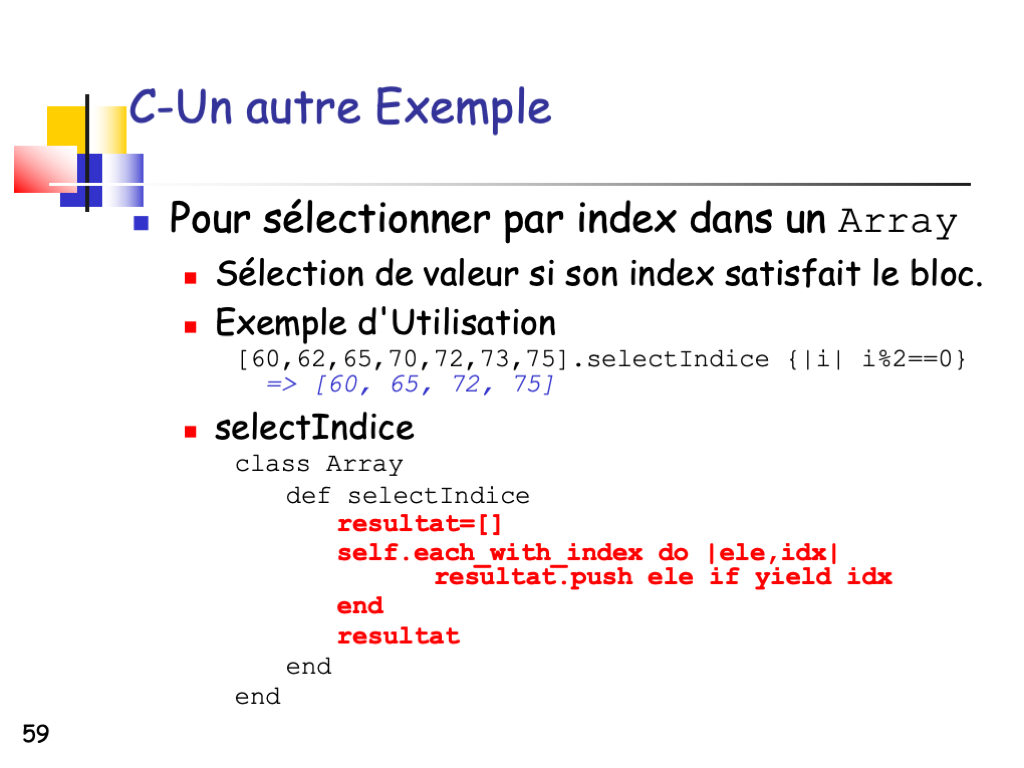 C-Un autre Exemple
Pour sélectionner par index dans un Array
Sélection de valeur si son index satisfait le bloc.
Exemple d'Utilisation
[60,62,65,70,72,73,75].selectIndice {|i| i%2==0}
=> [60, 65, 72, 75]
selectIndice
class Array
def selectIndice
resultat=[]
self.each_with_index do |ele,idx|
resultat.push ele if yield idx
end
resultat
end
end
59